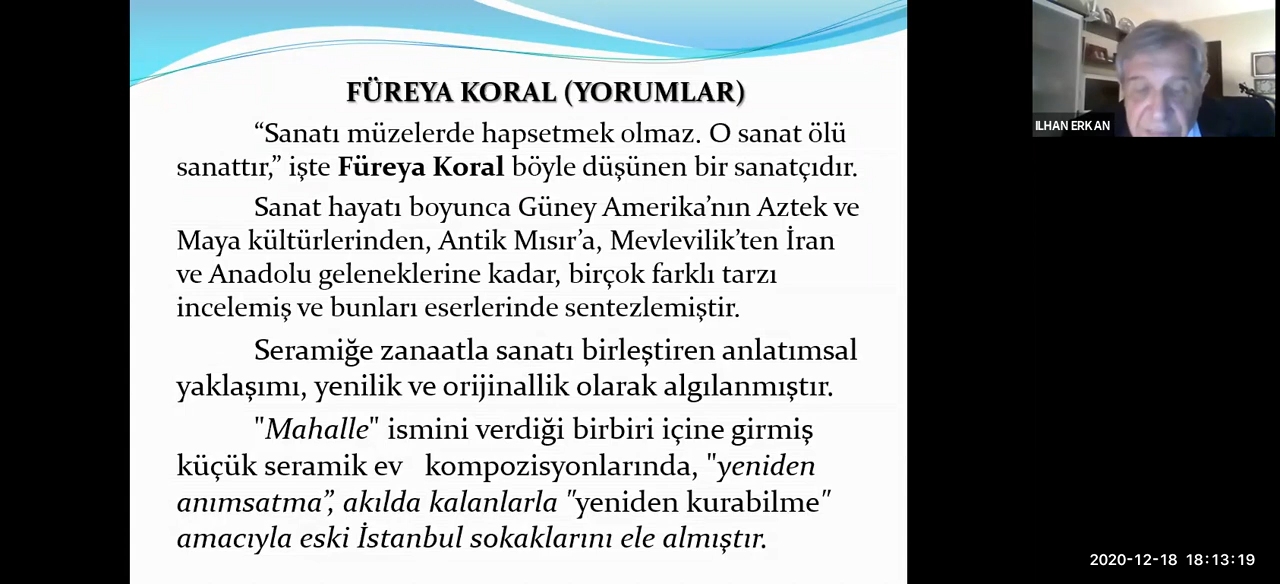 FÜREYA KORAL (YORUMLAR)
“Sanatı müzelerde hapsetmek olmaz. O sanat ölü
sanattır,” işte Füreya Koral böyle düşünen bir sanatçıdır.
Sanat hayatı boyunca Güney Amerika’nın Aztek ve
Maya kültürlerinden, Antik Mısır’a, Mevlevilik’ten İran
ve Anadolu geleneklerine kadar, birçok farklı tarzı
incelemiş ve bunları eserlerinde sentezlemiştir.
Seramiğe zanaatla sanatı birleştiren anlatımsal
yaklaşımı, yenilik ve orijinallik olarak algılanmıştır.
"Mahalle" ismini verdiği birbiri içine girmiş
küçük seramik ev kompozisyonlarında, "yeniden
anımsatma”, akılda kalanlarla "yeniden kurabilme"
amacıyla eski İstanbul sokaklarını ele almıştır.
ILHAN ERKAN
2020-12-18 18:13:19